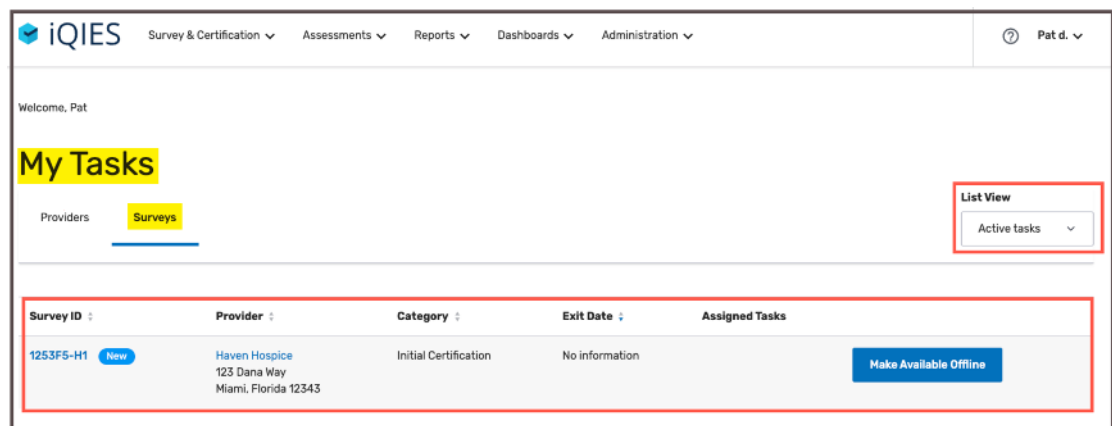 iQIES Survey & Certification Assessments Reports Dashboards Administration Pat d.
Welcome, Pat
My Tasks
List View
Providers Surveys Active tasks
Survey ID Provider Category Exit Date Assigned Tasks
1253F5-H1 New Haven Hospice Initial Certification No information Make Available Offline
123 Dana Way
Miami, Florida 12343